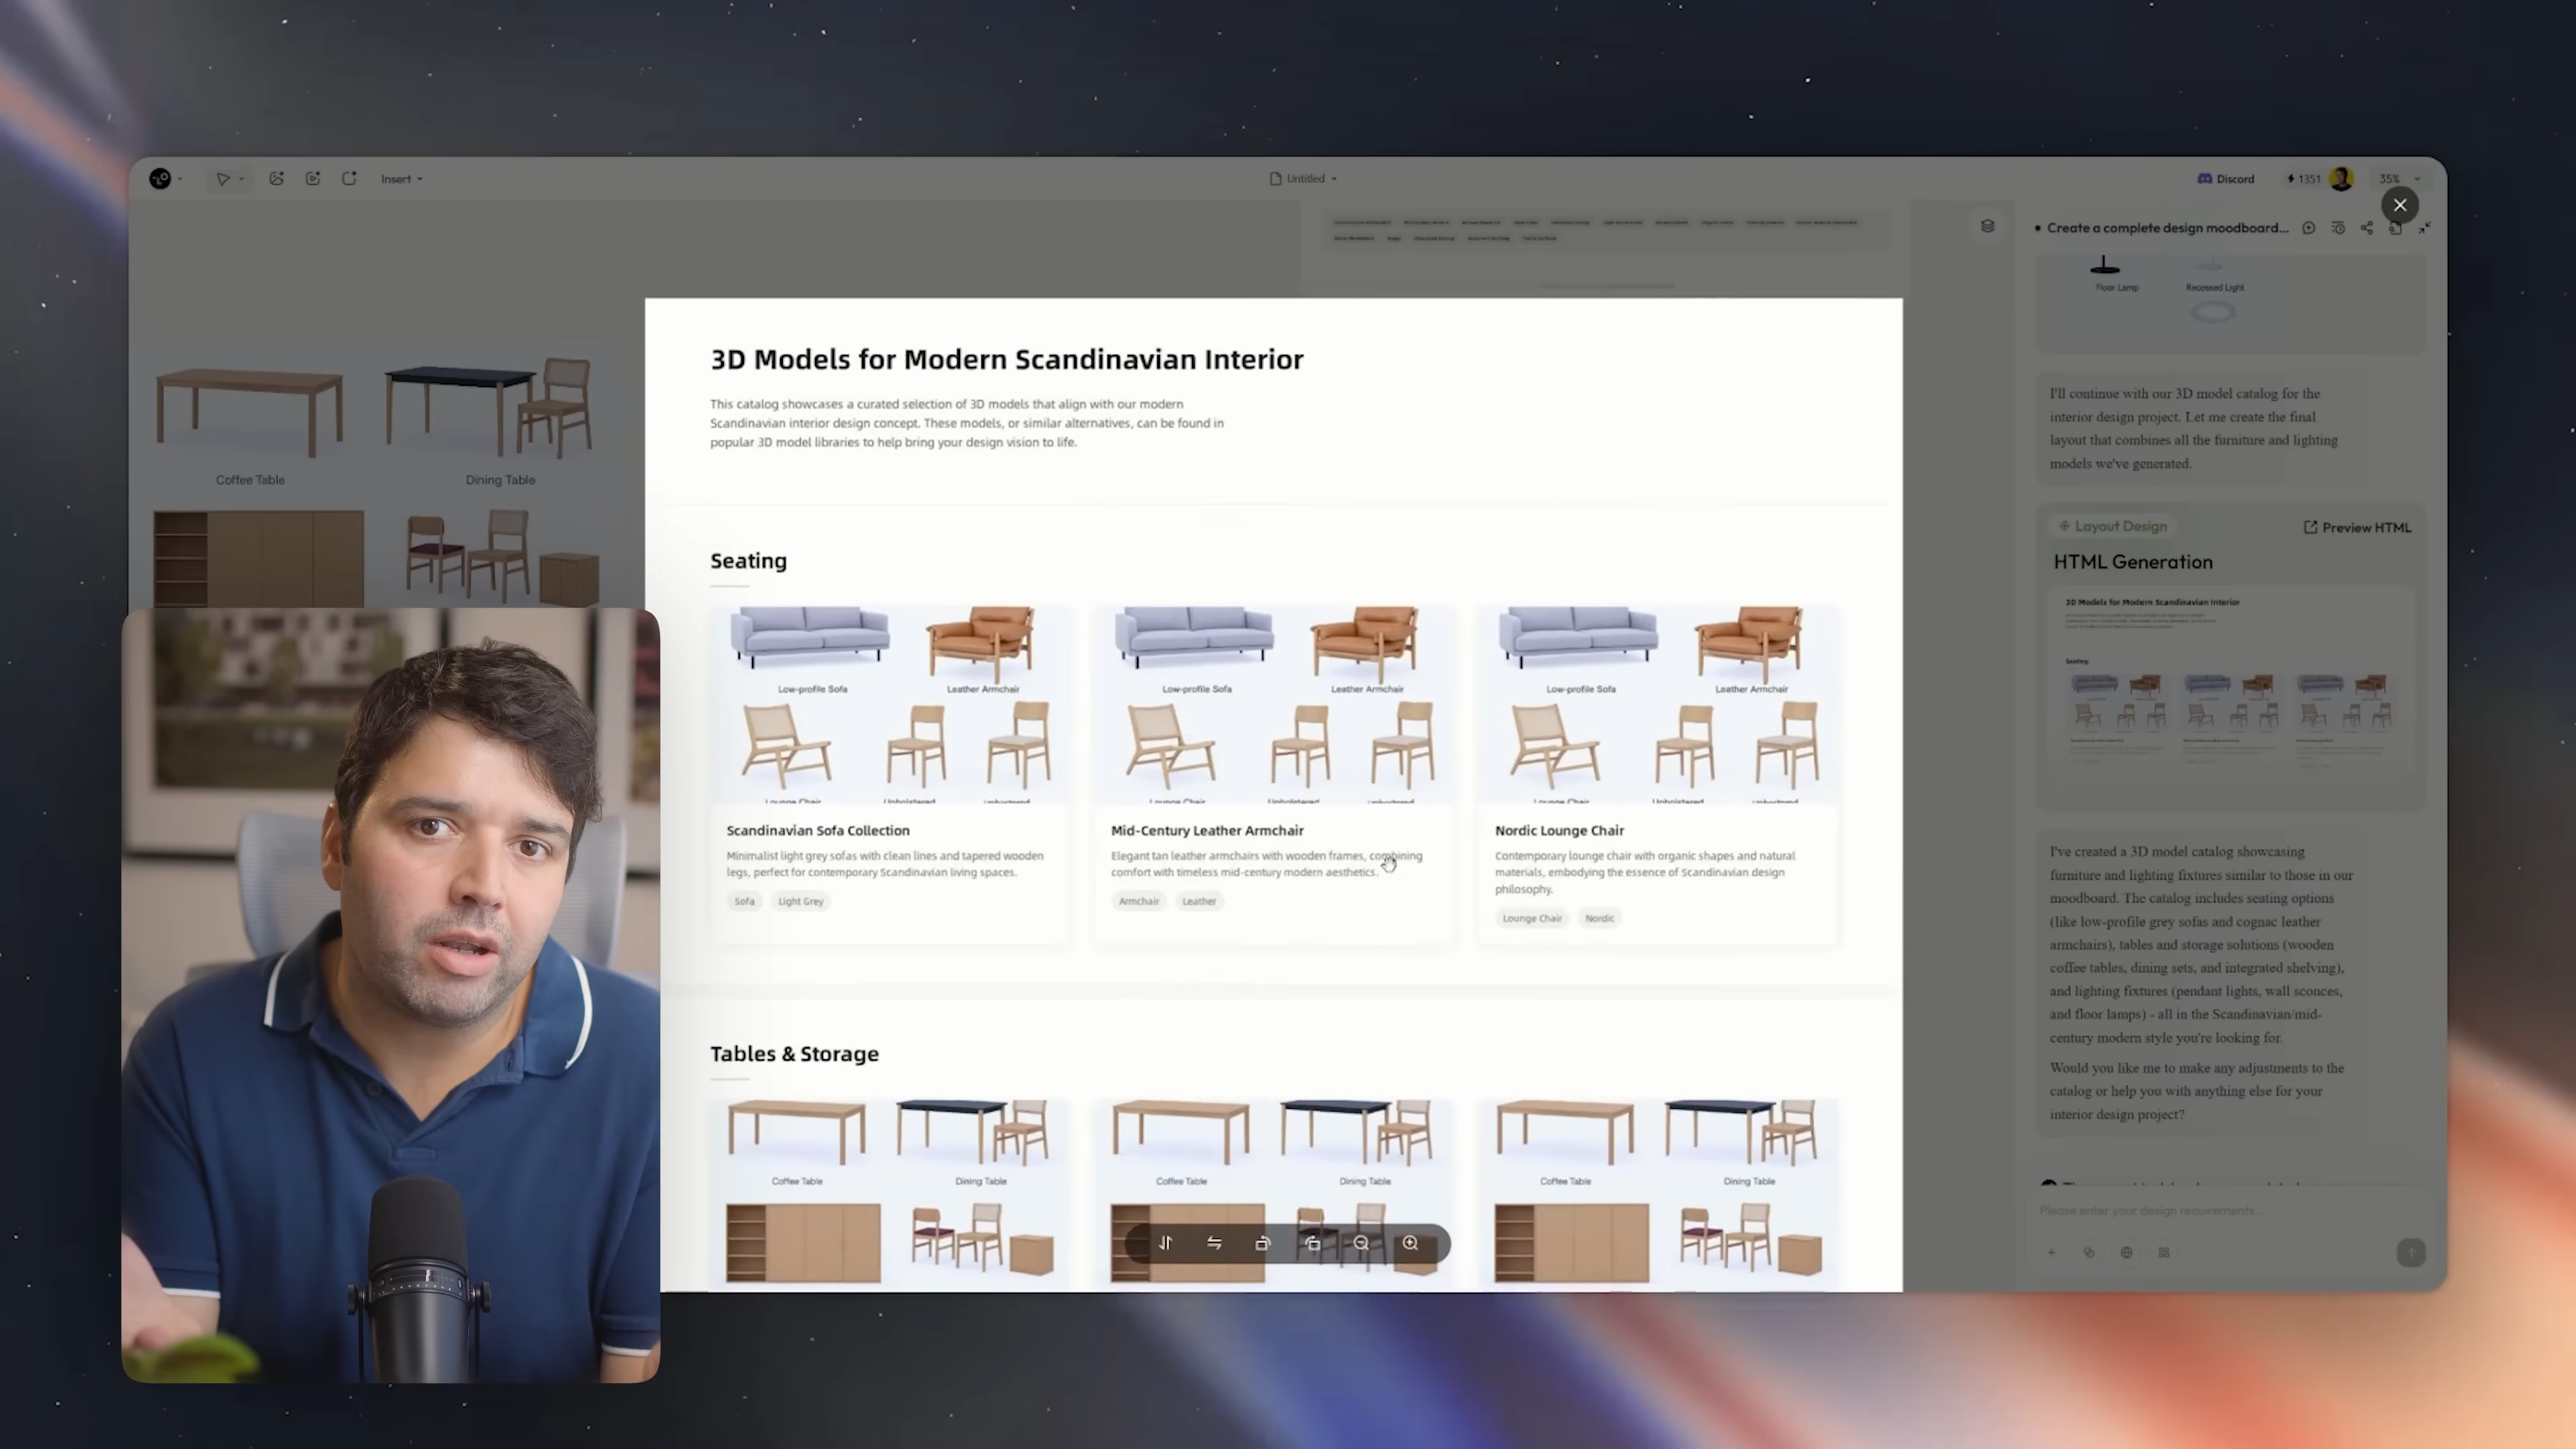 Insert
Untitled
Discord
1351
35%
Create a complete design moodboard...
Floor Lamp
Recessed Light
Coffee Table
Dining Table
3D Models for Modern Scandinavian Interior
This catalog showcases a curated selection of 3D models that align with our modern
Scandinavian interior design concept. These models, or similar alternatives, can be found in
popular 3D model libraries to help bring your design vision to life.
Seating
Low-profile Sofa
Leather Armchair
Low-profile Sofa
Leather Armchair
Low-profile Sofa
Leather Armchair
Lounge Chair
Lounge Chair
Lounge Chair
Scandinavian Sofa Collection
Minimalist light grey sofas with clean lines and tapered wooden
legs, perfect for contemporary Scandinavian living spaces.
Sofa
Light Grey
Mid-Century Leather Armchair
Elegant tan leather armchairs with wooden frames, combining
comfort with timeless mid-century modern aesthetics.
Armchair
Leather
Nordic Lounge Chair
Contemporary lounge chair with organic shapes and natural
materials, embodying the essence of Scandinavian design
philosophy.
Lounge Chair
Nordic
Tables & Storage
Coffee Table
Dining Table
Coffee Table
Dining Table
Coffee Table
Dining Table
I'll continue with our 3D model catalog for the
interior design project. Let me create the final
layout that combines all the furniture and lighting
models we've generated.
Layout Design
Preview HTML
HTML Generation
3D Models for Modern Scandinavian Interior
Seating
I've created a 3D model catalog showcasing
furniture and lighting fixtures similar to those in our
moodboard. The catalog includes seating options
(like low-profile grey sofas and cognac leather
armchairs), tables and storage solutions (wooden
coffee tables, dining sets, and integrated shelving),
and lighting fixtures (pendant lights, wall sconces,
and floor lamps) - all in the Scandinavian/mid-
century modern style you're looking for.
Would you like me to make any adjustments to the
catalog or help you with anything else for your
interior design project?
Please enter your design requirements...